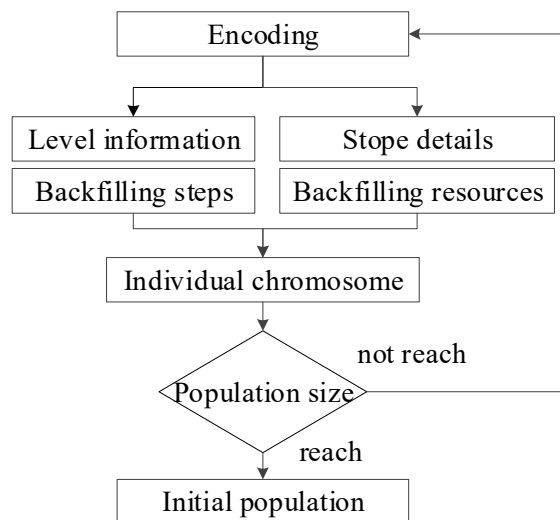 Encoding
Level information
Stope details
Backfilling steps
Backfilling resources
Individual chromosome
not reach
Population size
reach
Initial population